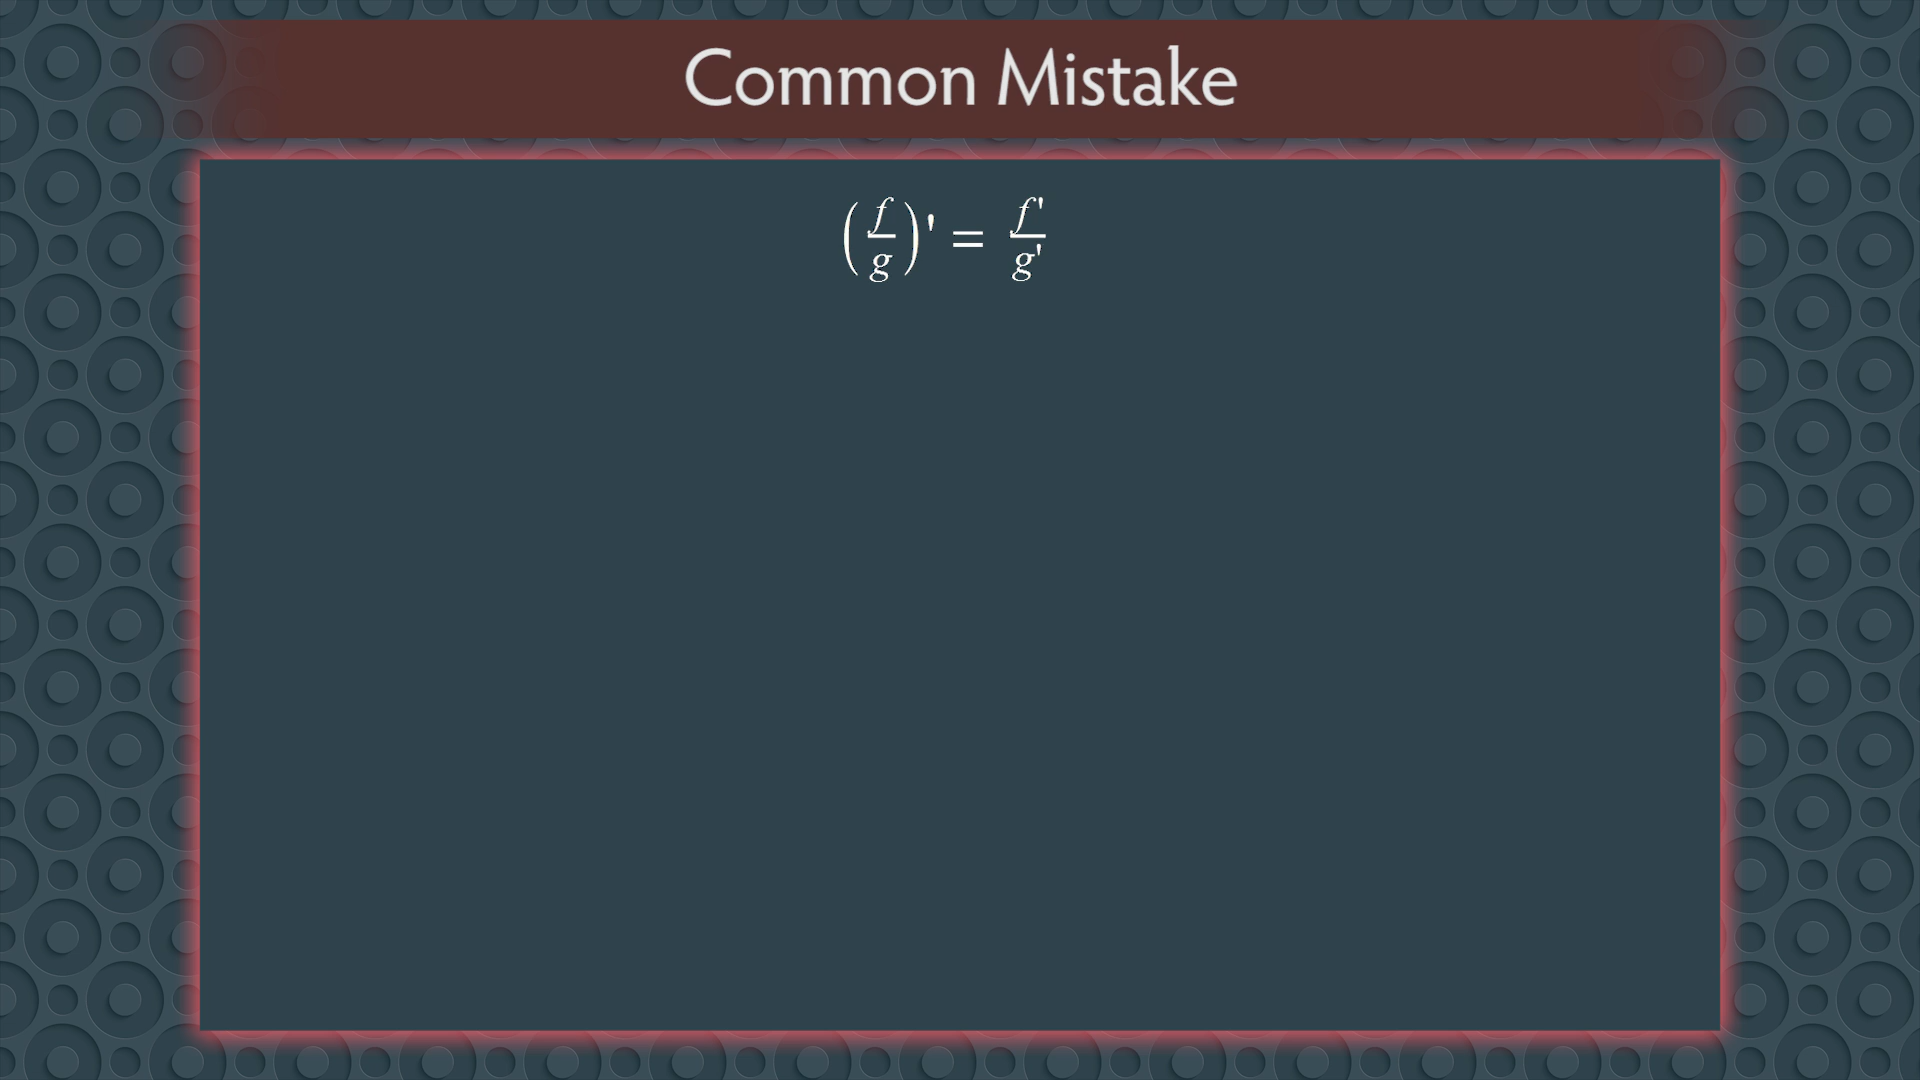 Common Mistake
(f/g)' = f'/g'